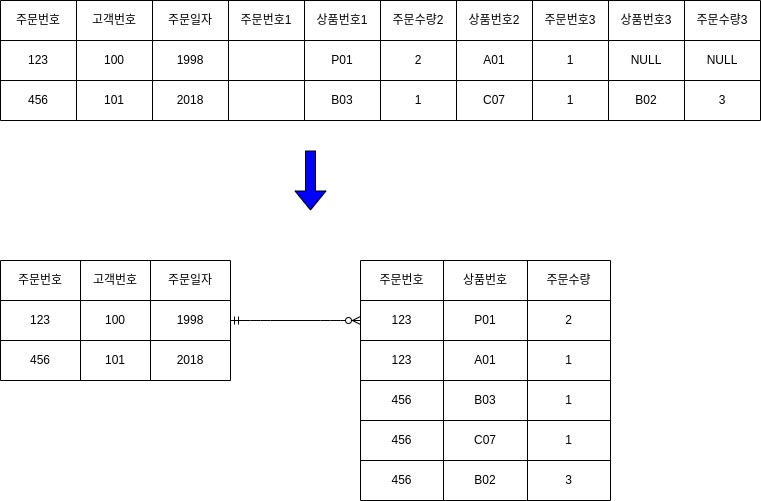 주문번호 고객번호 주문일자 주문번호1 상품번호1 주문수량2 상품번호2 주문번호3 상품번호3 주문수량3
123 100 1998 P01 2 A01 1 NULL NULL
456 101 2018 B03 1 C07 1 B02 3
주문번호 고객번호 주문일자
123 100 1998
456 101 2018
주문번호 상품번호 주문수량
123 P01 2
123 A01 1
456 B03 1
456 C07 1
456 B02 3